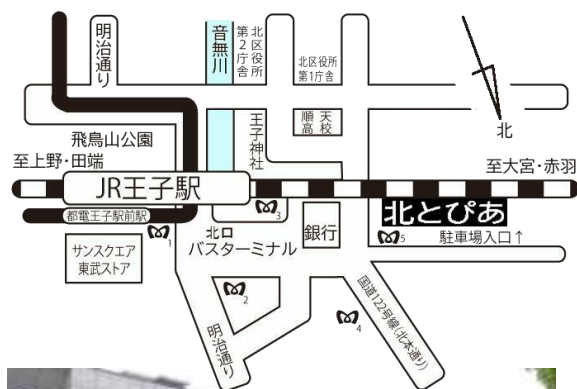 明治通り
音無川
北区役所
第2庁舎
北区役所
第1庁舎
飛鳥山公園
王子神社
順天
高校
北
至上野・田端
JR王子駅
至大宮・赤羽
都電王子駅前駅
3
北とぴあ
1
北口
バスターミナル
銀行
5
駐車場入口↑
サンスクエア
東武ストア
2
4
明治通り
国道122号線(北本通り)